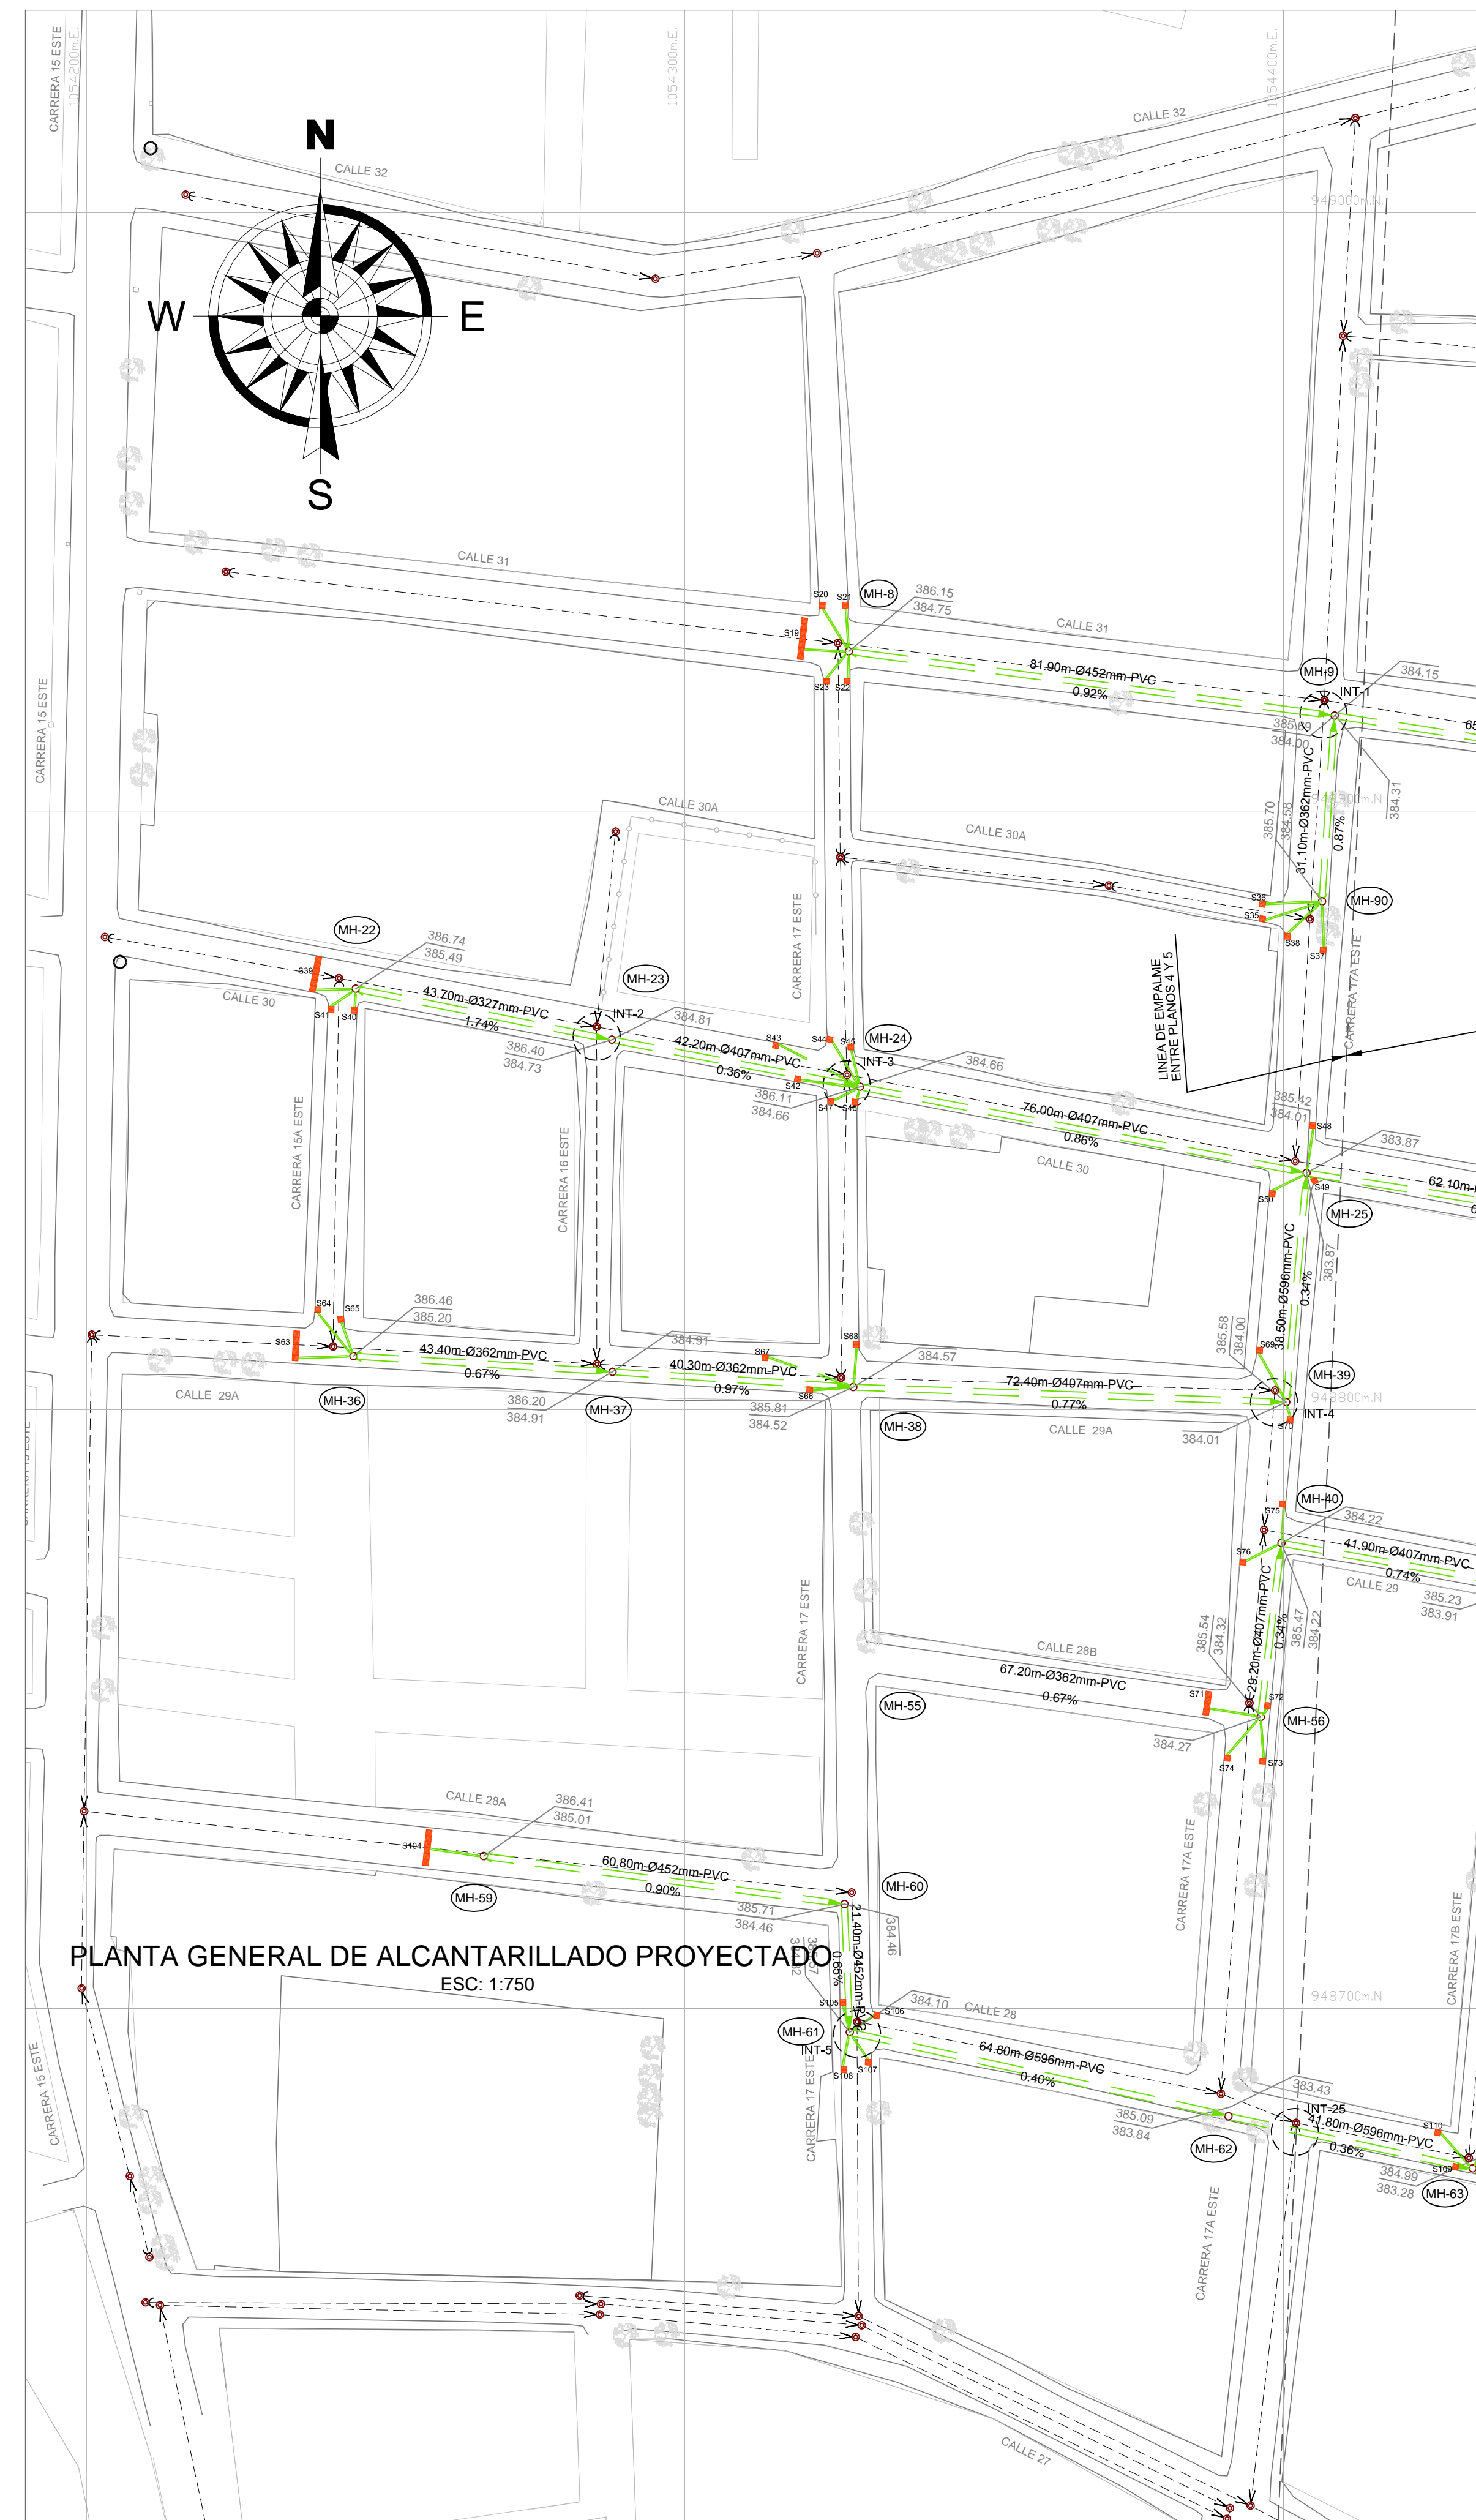 CARRERA 15 ESTE
1054200m.E.
1054300m.E.
1054400m.E.
CALLE 32
N
CALLE 32
949000m.N.
W
E
S
CALLE 31
S20
S21
MH-8
386.15
384.75
S19
CALLE 31
S23
S22
81.90m-Ø452mm-PVC
0.92%
MH-9
INT-1
384.15
385.69
384.00
65
384.31
CARRERA 15 ESTE
CALLE 30A
CALLE 30A
385.70
384.58
31.10m-Ø362mm-PVC
0.87%
S36
S35
MH-90
S38
S37
CARRERA 17 ESTE
MH-22
386.74
385.49
S39
S41
S40
CALLE 30
43.70m-Ø327mm-PVC
1.74%
MH-23
INT-2
384.81
386.40
384.73
42.20m-Ø407mm-PVC
0.36%
S43
S44
S45
MH-24
INT-3
384.66
S42
386.11
384.66
S47
S46
LINEA DE EMPALME
ENTRE PLANOS 4 Y 5
CARRERA 17A ESTE
76.00m-Ø407mm-PVC
0.86%
CALLE 30
385.42
384.01
S48
383.87
S49
S50
62.10m-
MH-25
383.87
CARRERA 15A ESTE
CARRERA 16 ESTE
38.50m-Ø596mm-PVC
0.34%
S64
S65
386.46
385.20
S63
43.40m-Ø362mm-PVC
0.67%
384.91
S67
S68
40.30m-Ø362mm-PVC
0.97%
S66
384.57
385.58
384.00
S69
72.40m-Ø407mm-PVC
0.77%
MH-39
948800m.N.
INT-4
S70
CALLE 29A
MH-36
386.20
384.91
MH-37
385.81
384.52
MH-38
CALLE 29A
384.01
S75
MH-40
384.22
S76
41.90m-Ø407mm-PVC
0.74%
CALLE 29
385.23
383.91
385.54
384.32
29.20m-Ø407mm-PVC
0.34%
385.47
384.22
CARRERA 17 ESTE
CALLE 28B
67.20m-Ø362mm-PVC
0.67%
MH-55
S71
S72
MH-56
384.27
S74
S73
CALLE 28A
386.41
385.01
S104
60.80m-Ø452mm-PVC
0.90%
MH-59
MH-60
385.71
384.46
384.46
CARRERA 17A ESTE
CARRERA 17B ESTE
PLANTA GENERAL DE ALCANTARILLADO PROYECTADO
ESC: 1:750
0.65%
S105
S106
384.10
CALLE 28
948700m.N.
MH-61
INT-5
S108
S107
CARRERA 17 ESTE
CARRERA 15 ESTE
64.80m-Ø596mm-PVC
0.40%
383.43
385.09
383.84
INT-25
41.80m-Ø596mm-PVC
0.36%
S110
S109
MH-62
384.99
383.28
MH-63
CARRERA 17A ESTE
CALLE 27